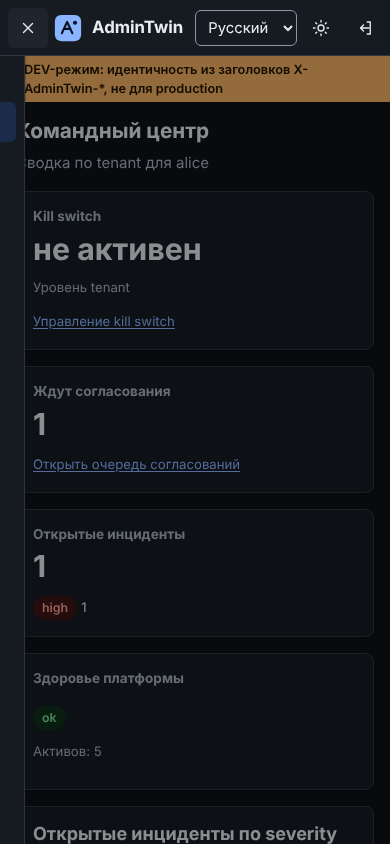 AdminTwin
Русский
DEV-режим: идентичность из заголовков X-
AdminTwin-*, не для production
Командный центр
Сводка по tenant для alice
Kill switch
не активен
Уровень tenant
Управление kill switch
Ждут согласования
1
Открыть очередь согласований
Открытые инциденты
1
high 1
Здоровье платформы
ok
Активов: 5
Открытые инциденты по severity